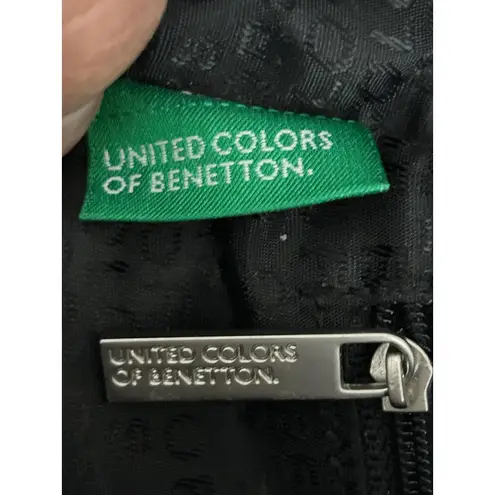 UNITED COLORS
OF BENETTON.
UNITED COLORS
OF BENETTON.